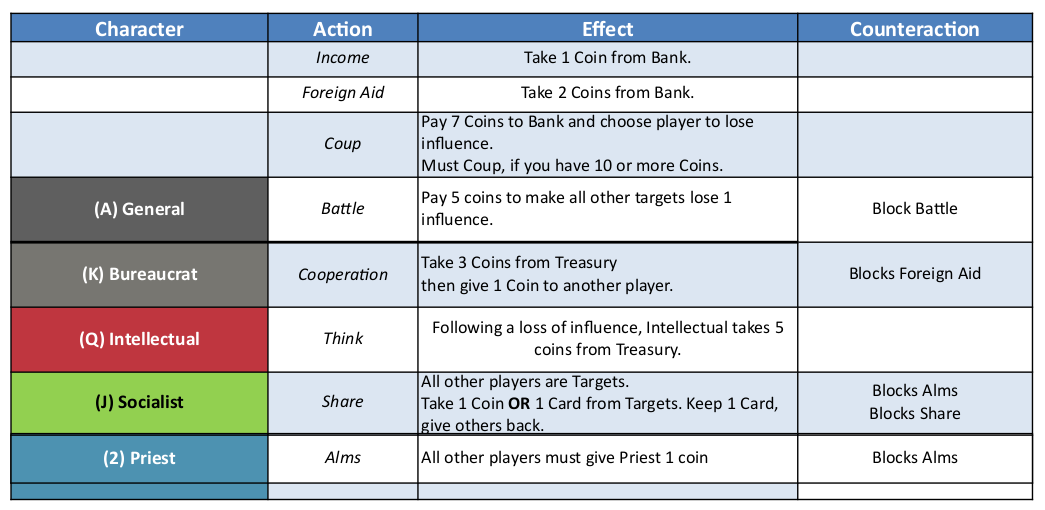 Character Action Effect Counteraction
Income Take 1 Coin from Bank.
Foreign Aid Take 2 Coins from Bank.
Coup Pay 7 Coins to Bank and choose player to lose
influence.
Must Coup, if you have 10 or more Coins.
(A) General Battle Pay 5 coins to make all other targets lose 1
influence. Block Battle
(K) Bureaucrat Cooperation Take 3 Coins from Treasury
then give 1 Coin to another player. Blocks Foreign Aid
(Q) Intellectual Think Following a loss of influence, Intellectual takes 5
coins from Treasury.
(J) Socialist Share All other players are Targets.
Take 1 Coin OR 1 Card from Targets. Keep 1 Card,
give others back. Blocks Alms
Blocks Share
(2) Priest Alms All other players must give Priest 1 coin Blocks Alms